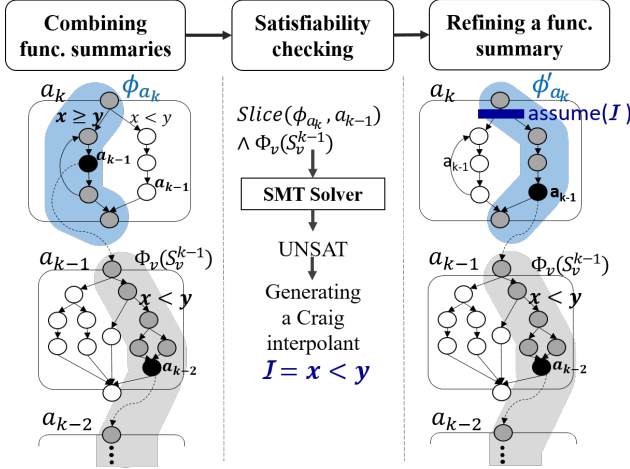 Combining
func. summaries
Satisfiability
checking
Refining a func.
summary
a_k
ϕ_{a_k}
x ≥ y
x < y
a_{k-1}
a_{k-1}
a_{k-1}
Φ_v(S_v^{k-1})
x < y
a_{k-2}
a_{k-2}
Slice(ϕ_{a_k}, a_{k-1})
∧ Φ_v(S_v^{k-1})
SMT Solver
UNSAT
Generating
a Craig
interpolant
I = x < y
a_k
ϕ'_{a_k}
assume(I)
a_{k-1}
a_{k-1}
a_{k-1}
Φ_v(S_v^{k-1})
x < y
a_{k-2}
a_{k-2}